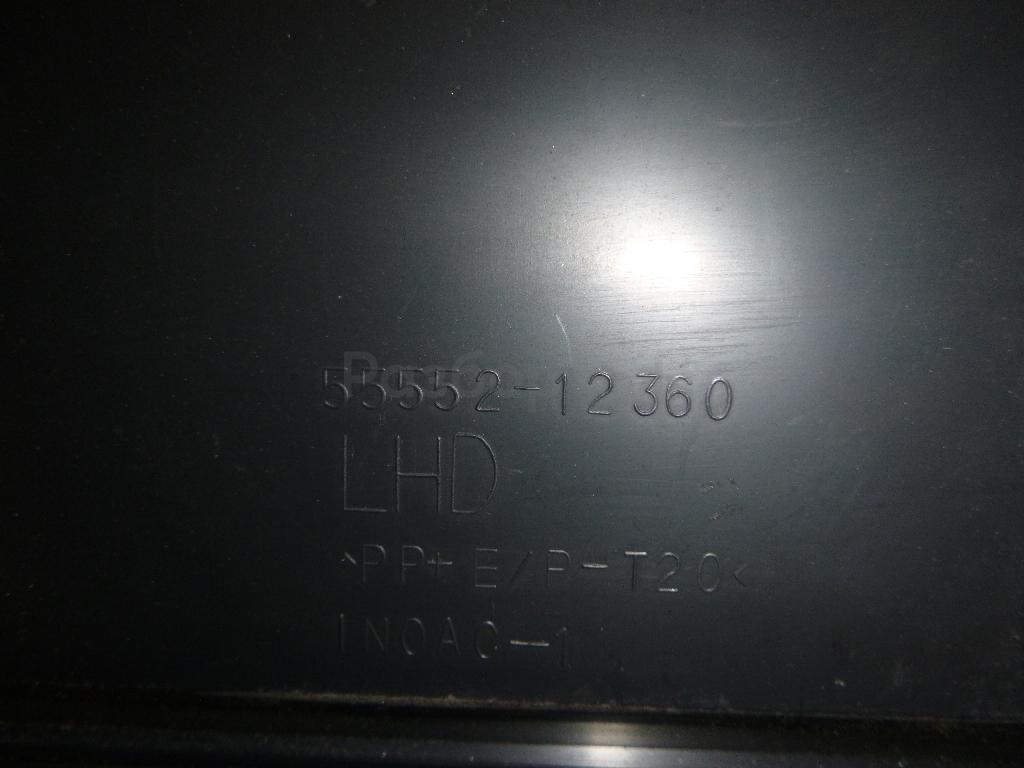 55552-12360
LHD
>PP+E/P-T20<
INOAC-1